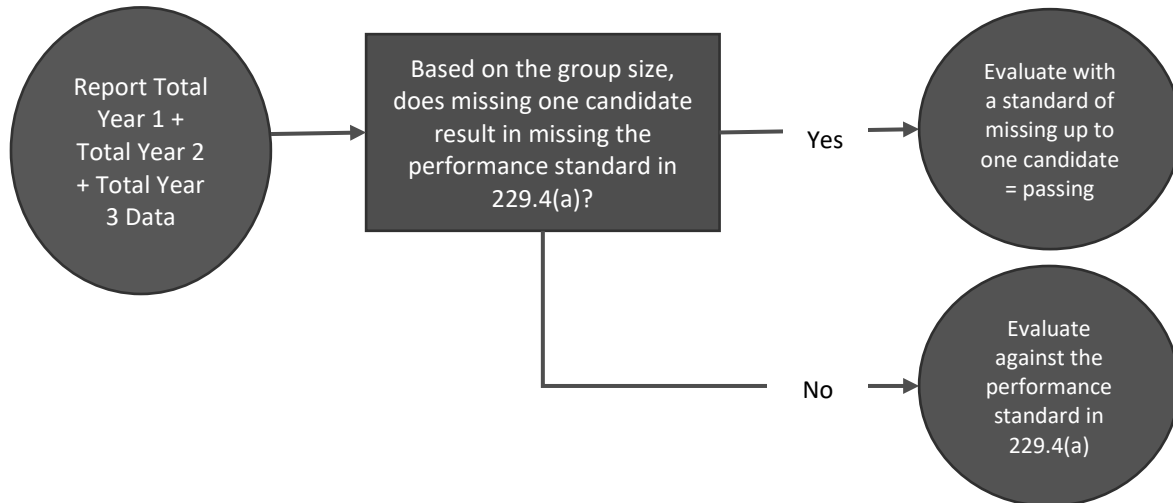 Report Total
Year 1 +
Total Year 2
+ Total Year
3 Data
Based on the group size,
does missing one candidate
result in missing the
performance standard in
229.4(a)?
Yes
Evaluate with
a standard of
missing up to
one candidate
= passing
No
Evaluate
against the
performance
standard in
229.4(a)